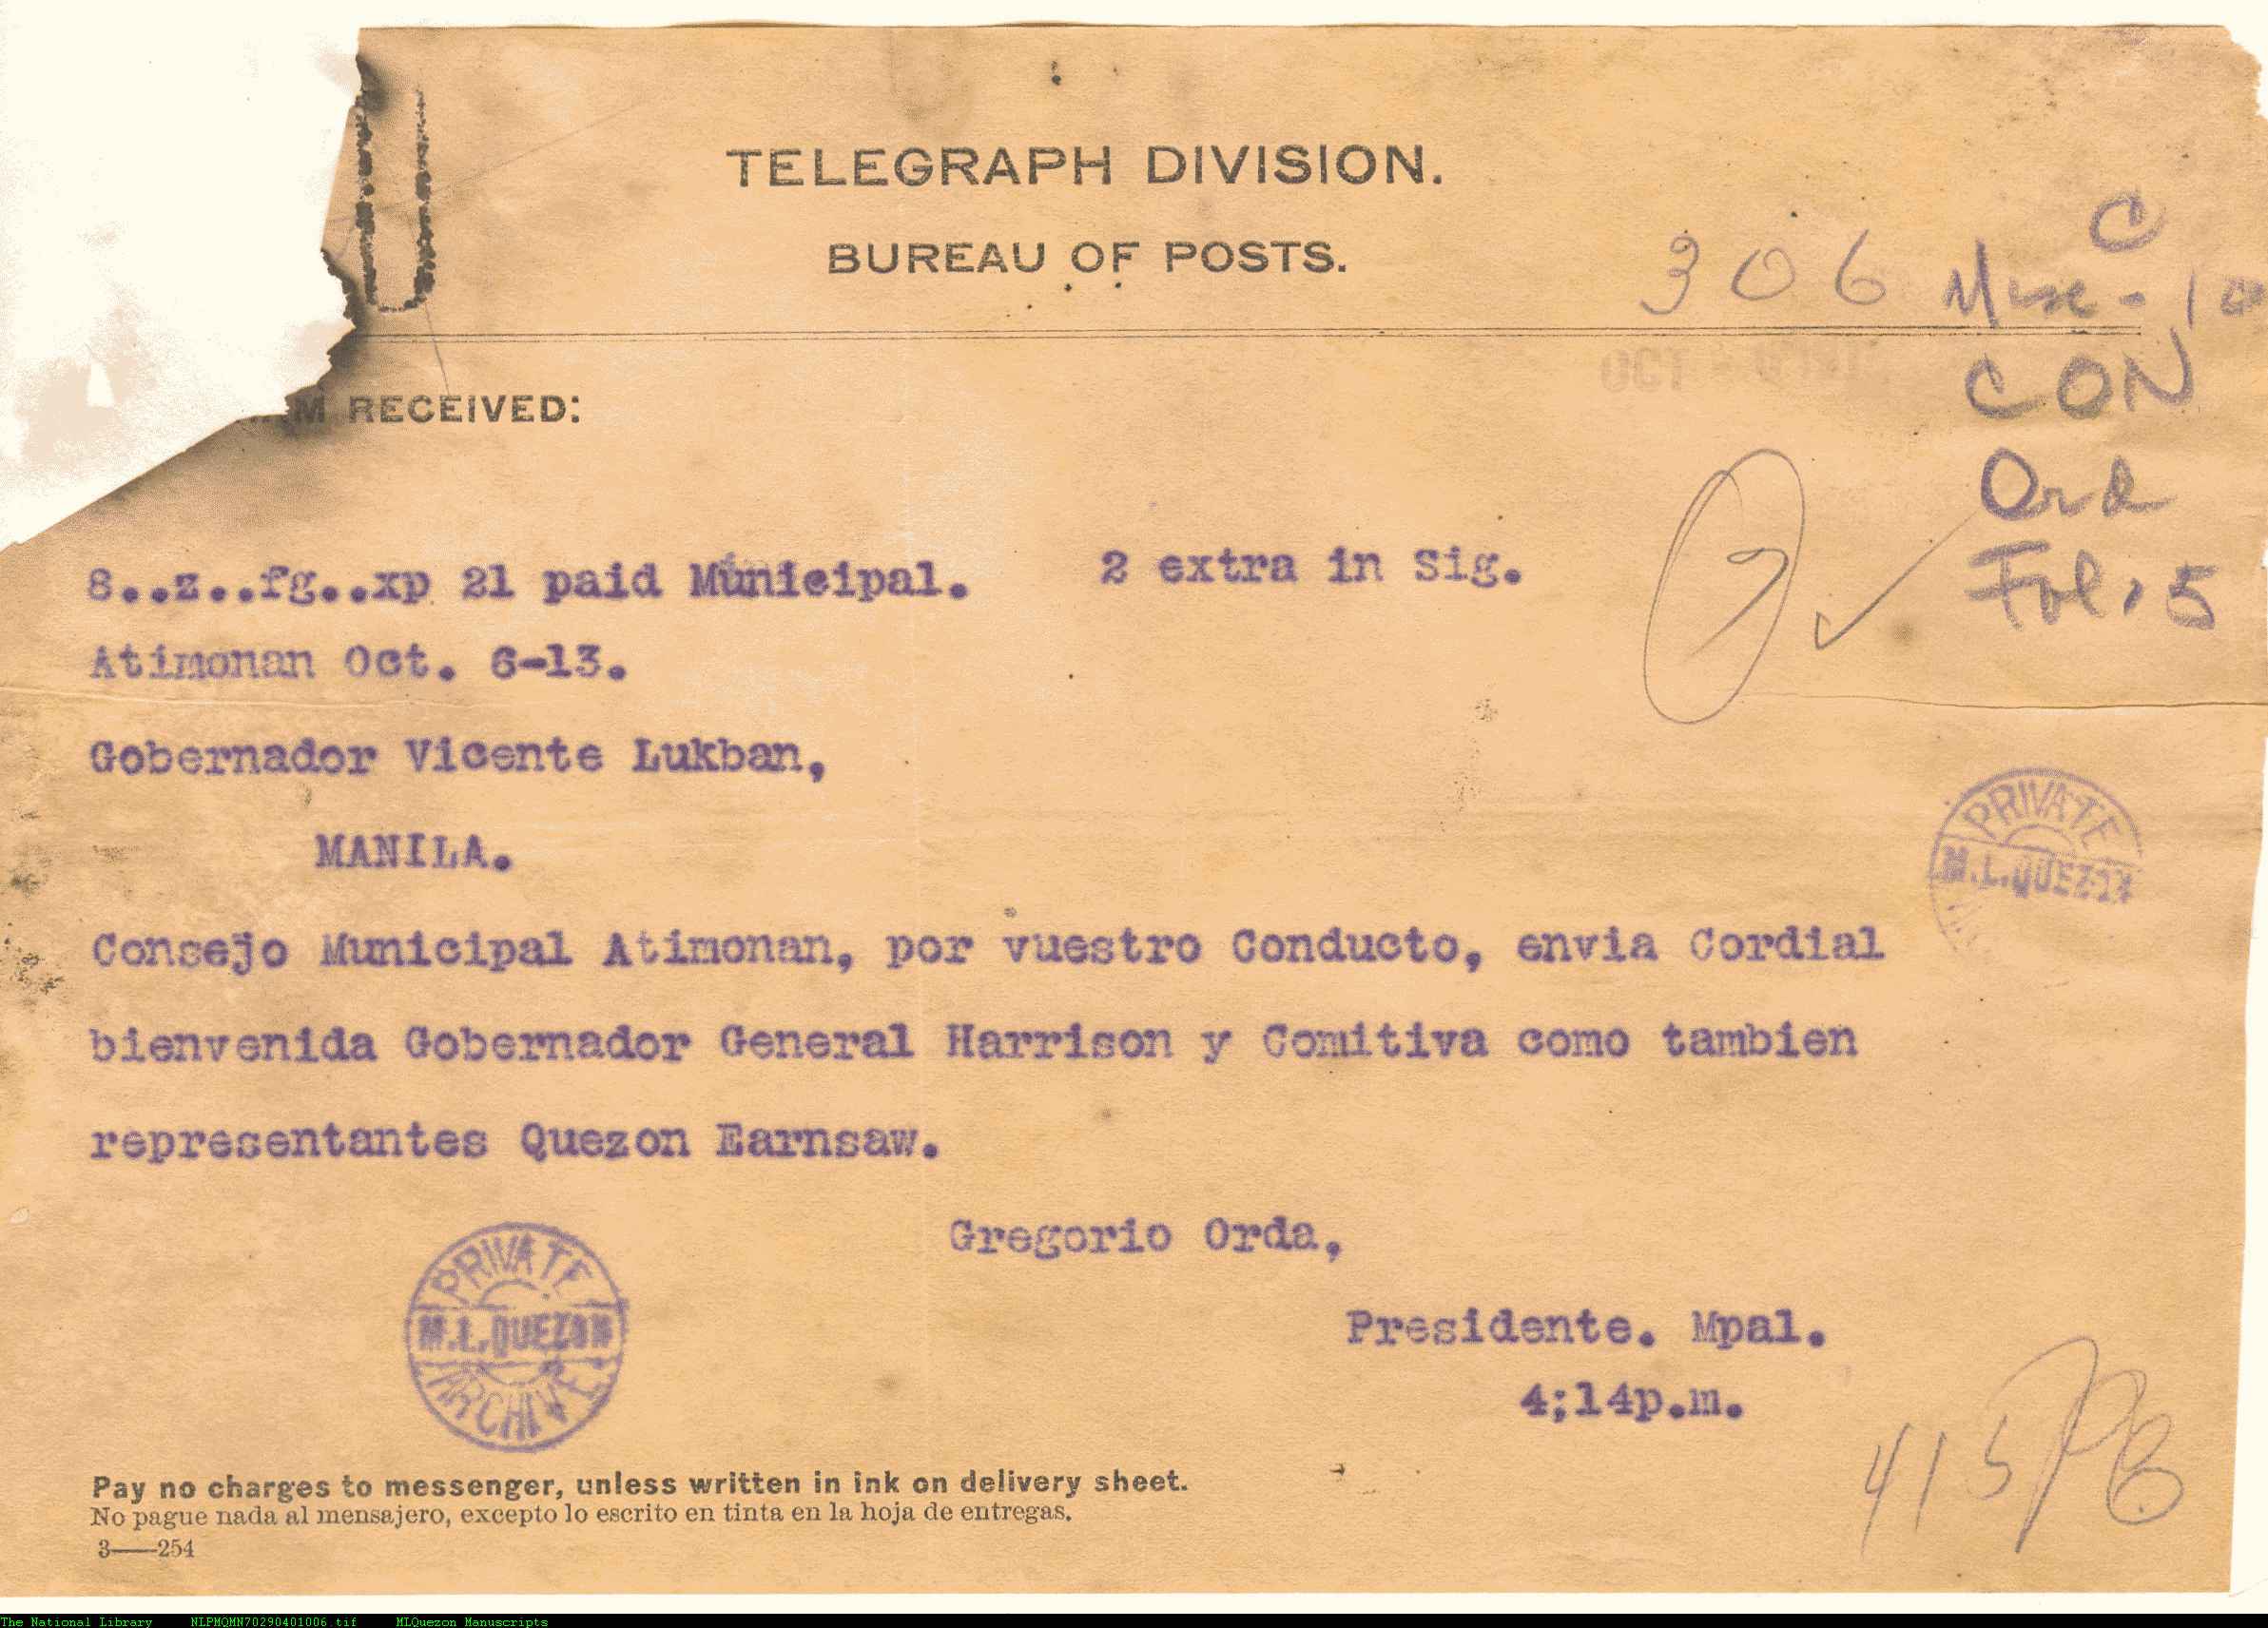 TELEGRAPH DIVISION.
BUREAU OF POSTS.
306
C
CON
Ord
Fol. 5
RECEIVED:
OCT
8..z..fg..xp 21 paid Municipal. 2 extra in Sig.
Atimonan Oct. 6-13.
Gobernador Vicente Lukban,
MANILA.
PRIVATE
M.L.QUEZON
Consejo Municipal Atimonan, por vuestro Conducto, envia Cordial
bienvenida Gobernador General Harrison y Comitiva como tambien
representantes Quezon Earnsaw.
Gregorio Orda,
Presidente. Mpal.
4;14p.m.
PRIVATE
M.L.QUEZON
ARCHIVE
415
Pay no charges to messenger, unless written in ink on delivery sheet.
No pague nada al mensajero, excepto lo escrito en tinta en la hoja de entregas.
3——254
The National Library NLPMQMN70290401006.tif MLQuezon Manuscripts